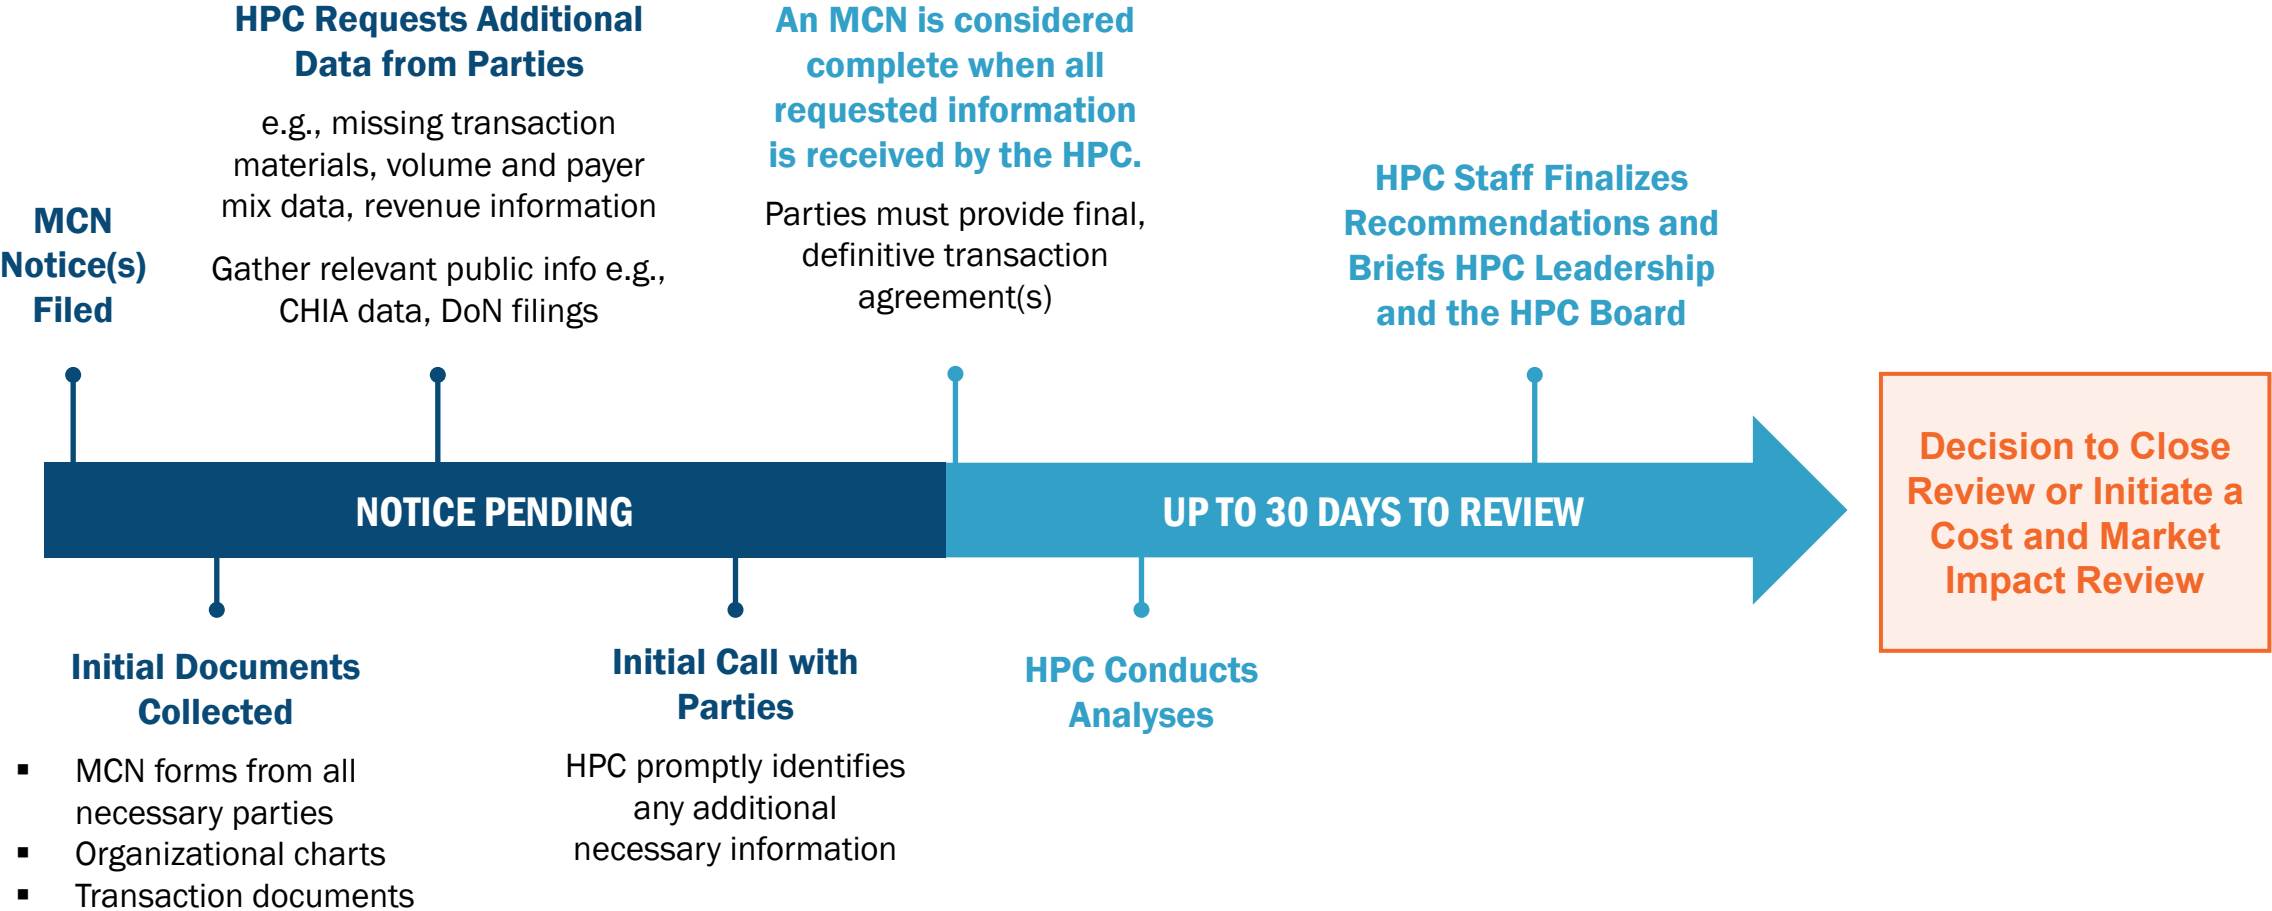 HPC Requests Additional
Data from Parties
e.g., missing transaction
materials, volume and payer
mix data, revenue information
Gather relevant public info e.g.,
CHIA data, DoN filings
An MCN is considered
complete when all
requested information
is received by the HPC.
Parties must provide final,
definitive transaction
agreement(s)
HPC Staff Finalizes
Recommendations and
Briefs HPC Leadership
and the HPC Board
MCN
Notice(s)
Filed
NOTICE PENDING
UP TO 30 DAYS TO REVIEW
Decision to Close
Review or Initiate a
Cost and Market
Impact Review
Initial Documents
Collected
▪ MCN forms from all
necessary parties
▪ Organizational charts
▪ Transaction documents
Initial Call with
Parties
HPC promptly identifies
any additional
necessary information
HPC Conducts
Analyses